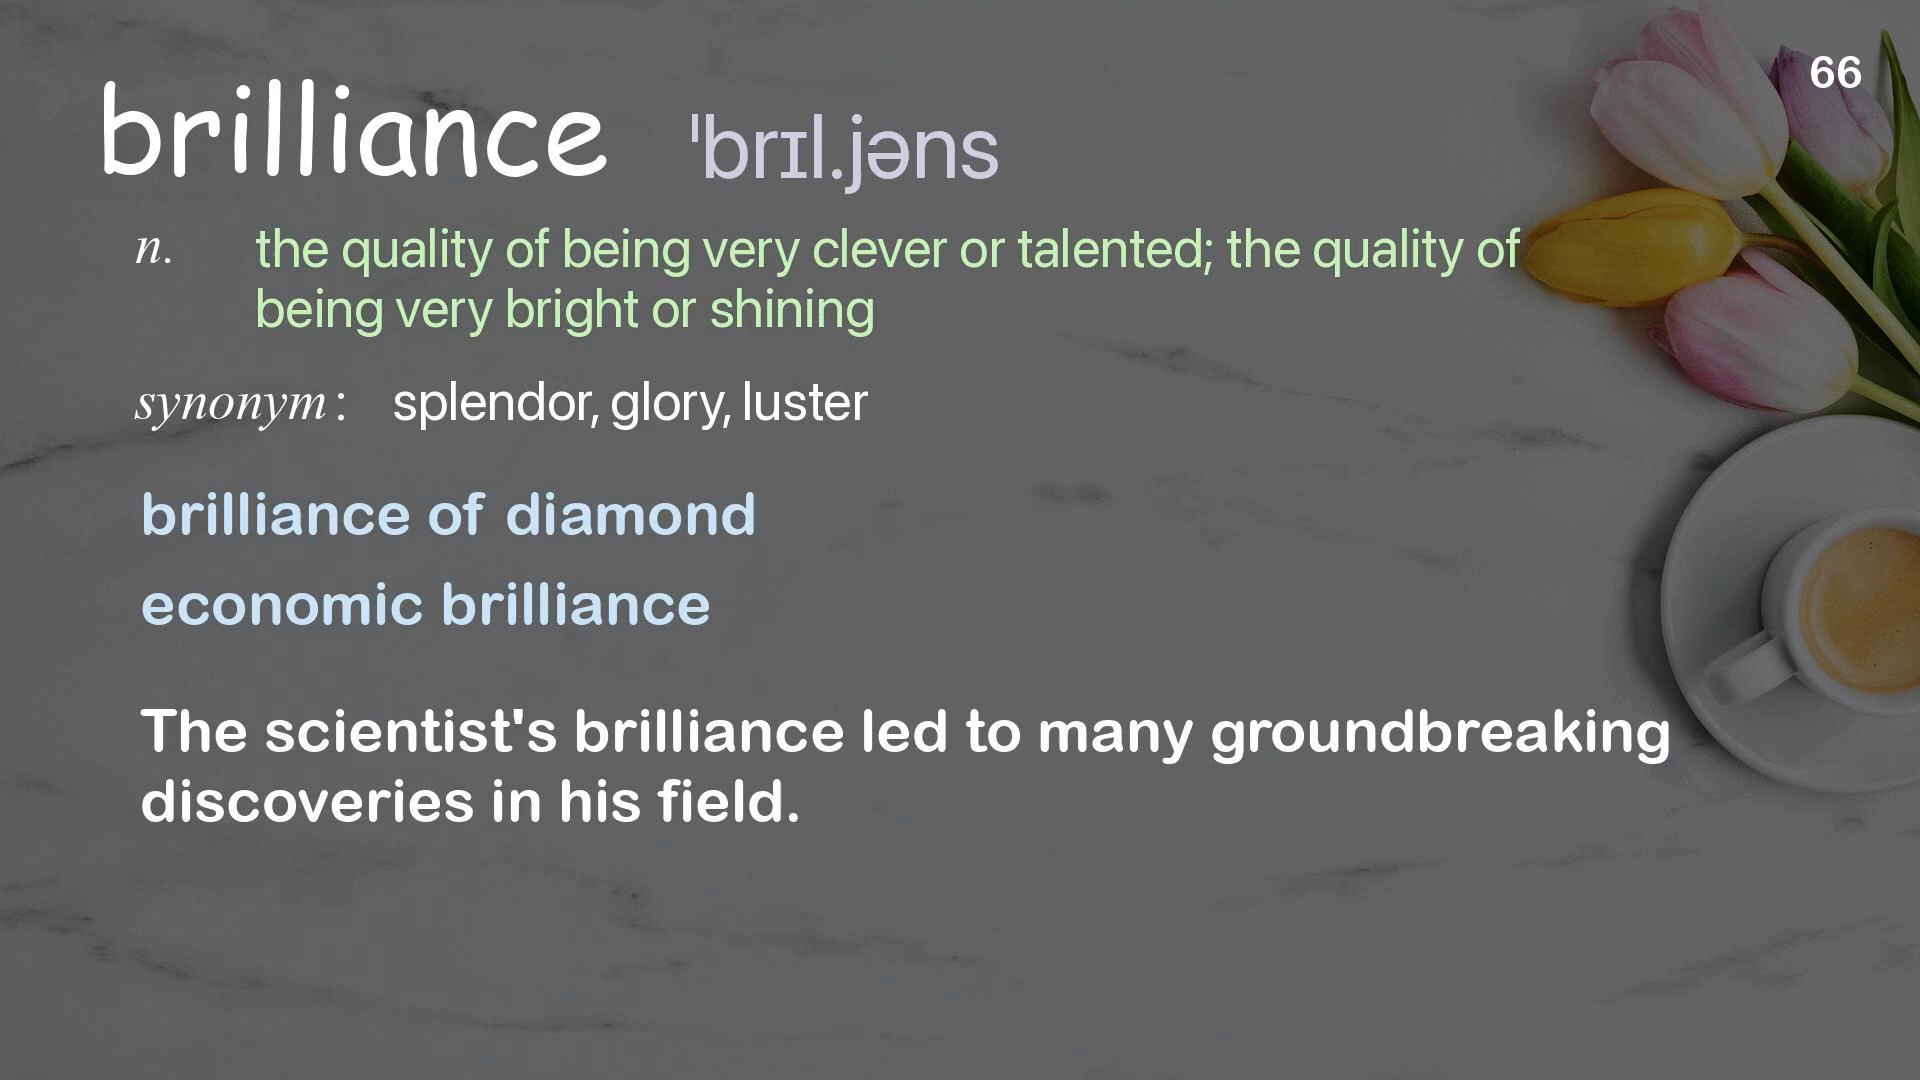 66
brilliance ˈbrɪl.jəns
n. the quality of being very clever or talented; the quality of
being very bright or shining
synonym: splendor, glory, luster
brilliance of diamond
economic brilliance
The scientist's brilliance led to many groundbreaking
discoveries in his field.